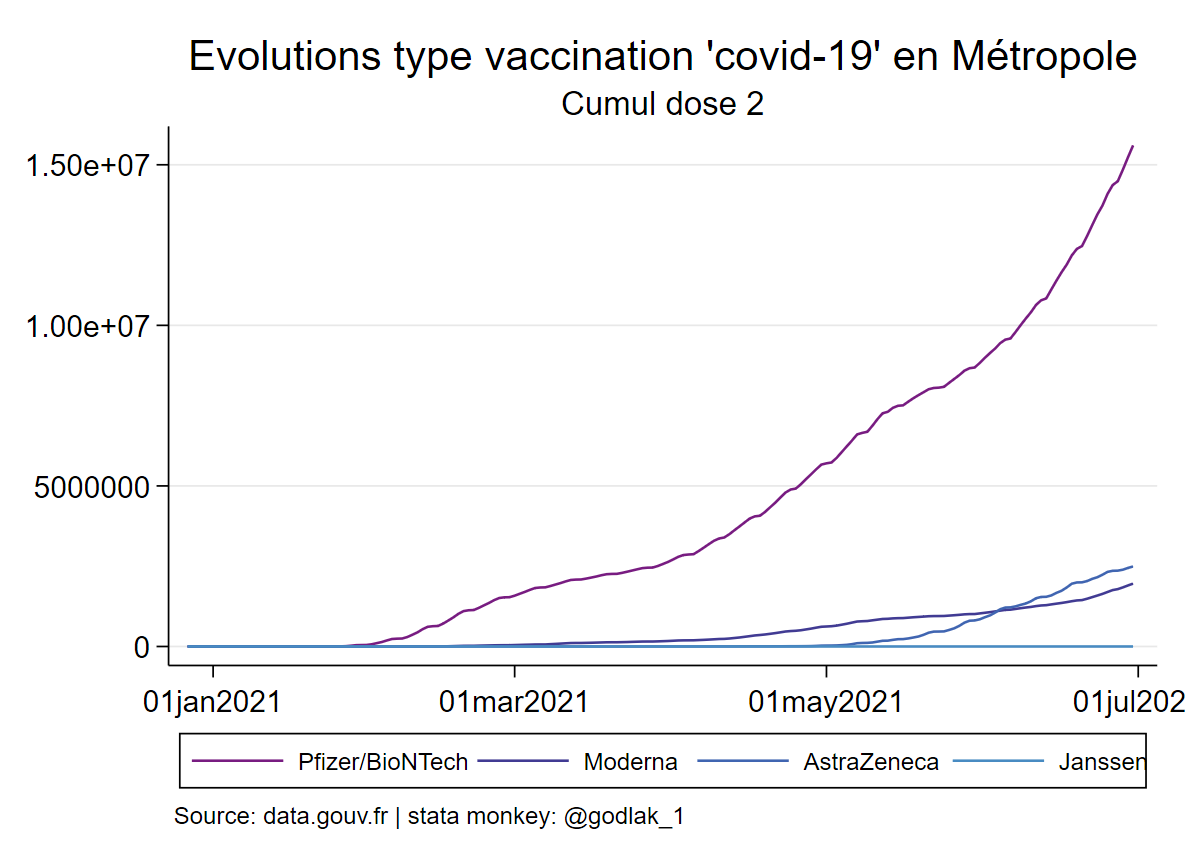 Evolutions type vaccination 'covid-19' en Métropole
Cumul dose 2
1.50e+07
1.00e+07
5000000
0
01jan2021 01mar2021 01may2021 01jul202
Pfizer/BioNTech Moderna AstraZeneca Janssen
Source: data.gouv.fr | stata monkey: @godlak_1